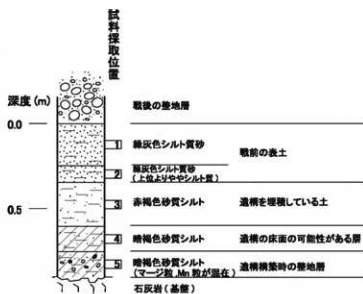 試料採取位置
深度 (m)
戦後の整地層
0.0
1
緑灰色シルト質砂
戦前の表土
2
緑灰色シルト質砂
(上位よりややシルト質)
3
赤褐色砂質シルト
遺構を埋積している土
0.5
4
暗褐色砂質シルト
遺構の床面の可能性がある層
5
暗褐色砂質シルト
(マージ粒,Mn 粒が混在)
遺構構築時の整地層
石灰岩 (基盤)